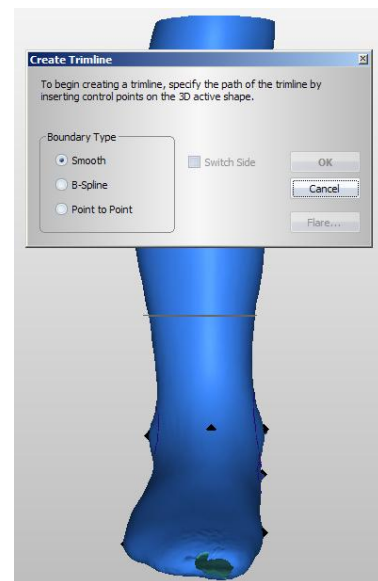 Create Trimline
To begin creating a trimline, specify the path of the trimline by
inserting control points on the 3D active shape.
Boundary Type
Smooth
Switch Side
OK
B-Spline
Cancel
Point to Point
Flare...